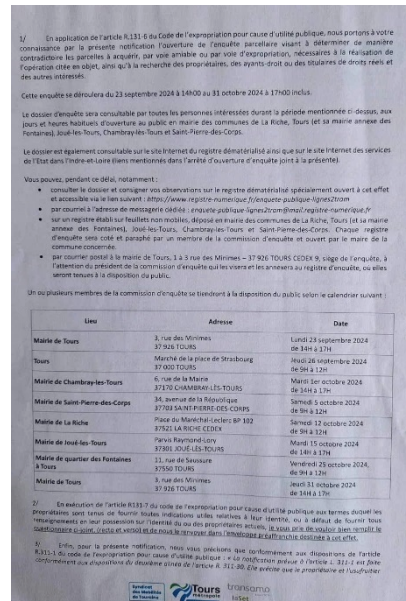 1/ En application de l'article R.131-6 du Code de l'expropriation pour cause d'utilité publique, nous portons à votre
connaissance par la présente notification l'ouverture de l'enquête parcellaire visant à déterminer de manière
contradictoire les parcelles à acquérir, par voie amiable ou par voie d'expropriation, nécessaires à la réalisation de
l'opération citée en objet, ainsi qu'à la recherche des propriétaires, des ayants-droit ou des titulaires de droits réels et
des autres intéressés.
Cette enquête se déroulera du 23 septembre 2024 à 14h00 au 31 octobre 2024 à 17h00 inclus.
Le dossier d'enquête sera consultable par toutes les personnes intéressées durant la période mentionnée ci-dessus, aux
jours et heures habituels d'ouverture au public en mairie des communes de La Riche, Tours (et sa mairie annexe des
Fontaines), Joué-les-Tours, Chambray-lès-Tours et Saint-Pierre-des-Corps.
Le dossier est également consultable sur le site Internet du registre dématérialisé ainsi que sur le site Internet des services
de l'Etat dans l'Indre-et-Loire (liens mentionnés dans l'arrêté d'ouverture d'enquête joint à la présente).
Vous pouvez, pendant ce délai, notamment :
• consulter le dossier et consigner vos observations sur le registre dématérialisé spécialement ouvert à cet effet
et accessible via le lien suivant : https://www.registre-numerique.fr/enquete-publique-lignes2tram
• par courriel à l'adresse de messagerie dédiée : enquete-publique-lignes2tram@mail.registre-numerique.fr
• sur un registre établi sur feuillets non mobiles, déposé en mairie des communes de La Riche, Tours (et sa mairie
annexe des Fontaines), Joué-les-Tours, Chambray-les-Tours et Saint-Pierre-des-Corps. Chaque registre
d'enquête sera coté et paraphé par un membre de la commission d'enquête et ouvert par le maire de la
commune concernée.
• par courrier postal à la mairie de Tours, 1 à 3 rue des Minimes – 37 926 TOURS CEDEX 9, siège de l'enquête, à
l'attention du président de la commission d'enquête qui les visera et les annexera au registre d'enquête, où elles
seront tenues à la disposition du public.
Un ou plusieurs membres de la commission d'enquête se tiendront à la disposition du public selon le calendrier suivant :
Lieu Adresse Date
Mairie de Tours 3, rue des Minimes 37 926 TOURS Lundi 23 septembre 2024 de 14H à 17H
Tours Marché de la place de Strasbourg 37 000 TOURS Jeudi 26 septembre 2024 de 9H à 12H
Mairie de Chambray-les-Tours 6, rue de la Mairie 37170 CHAMBRAY-LÈS-TOURS Mardi 1er octobre 2024 de 14H à 17H
Mairie de Saint-Pierre-des-Corps 34, avenue de la République 37703 SAINT-PIERRE-DES-CORPS Samedi 5 octobre 2024 de 9H à 12H
Mairie de La Riche Place du Maréchal-Leclerc BP 102 37521 LA RICHE CEDEX Samedi 12 octobre 2024 de 9H à 12H
Mairie de Joué-lès-Tours Parvis Raymond-Lory 37301 JOUÉ-LÈS-TOURS Mardi 15 octobre 2024 de 14H à 17H
Mairie de quartier des Fontaines à Tours 11, rue de Saussure 37550 TOURS Vendredi 25 octobre 2024, de 9H à 12H
Mairie de Tours 3, rue des Minimes 37 926 TOURS Jeudi 31 octobre 2024 de 14H à 17H
2/ En exécution de l'article R.131-7 du code de l'expropriation pour cause d'utilité publique aux termes duquel les
propriétaires sont tenus de fournir toutes indications utiles relatives à leur identité, ou à défaut de fournir tous
renseignements en leur possession sur l'identité du ou des propriétaires actuels, je vous prie de vouloir bien remplir le
questionnaire ci-joint, (recto et verso) et de nous le renvoyer dans l'enveloppe préaffranchie destinée à cet effet.
3/ Enfin, pour la présente notification, nous vous précisons que conformément aux dispositions de l'article
R.311-1 du code de l'expropriation pour cause d'utilité publique : « La notification prévue à l'article L. 311-1 est faite
conformément aux dispositions du deuxième alinéa de l'article R. 311-30. Elle précise que le propriétaire et l'usufruitier
Syndicat des Mobilités de Touraine
Tours métropole
transamo